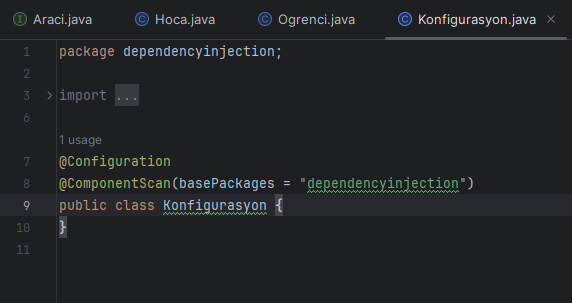 Araci.java Hoca.java Ogrenci.java Konfigurasyon.java
1 package dependencyinjection;
2
3 import ...
6
1 usage
7 @Configuration
8 @ComponentScan(basePackages = "dependencyinjection")
9 public class Konfigurasyon {
10 }
11